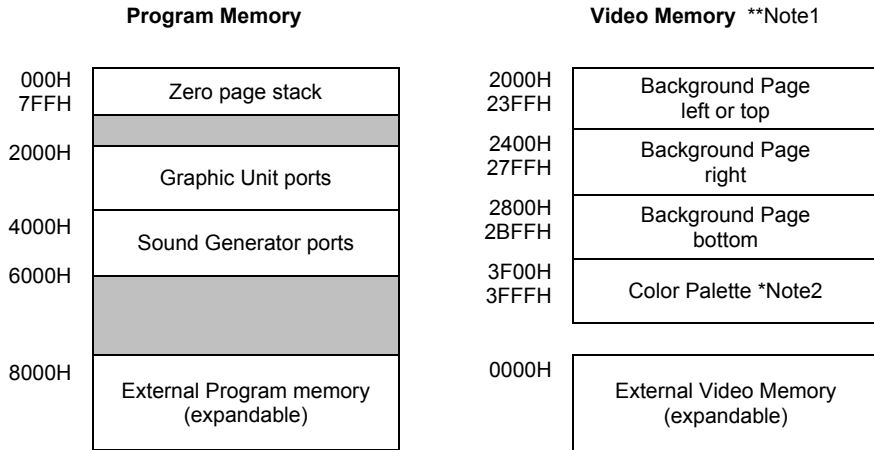 Program Memory
000H
7FFH
Zero page stack
2000H
Graphic Unit ports
4000H
Sound Generator ports
6000H
8000H
External Program memory
(expandable)
Video Memory **Note1
2000H
23FFH
Background Page
left or top
2400H
27FFH
Background Page
right
2800H
2BFFH
Background Page
bottom
3F00H
3FFFH
Color Palette *Note2
0000H
External Video Memory
(expandable)